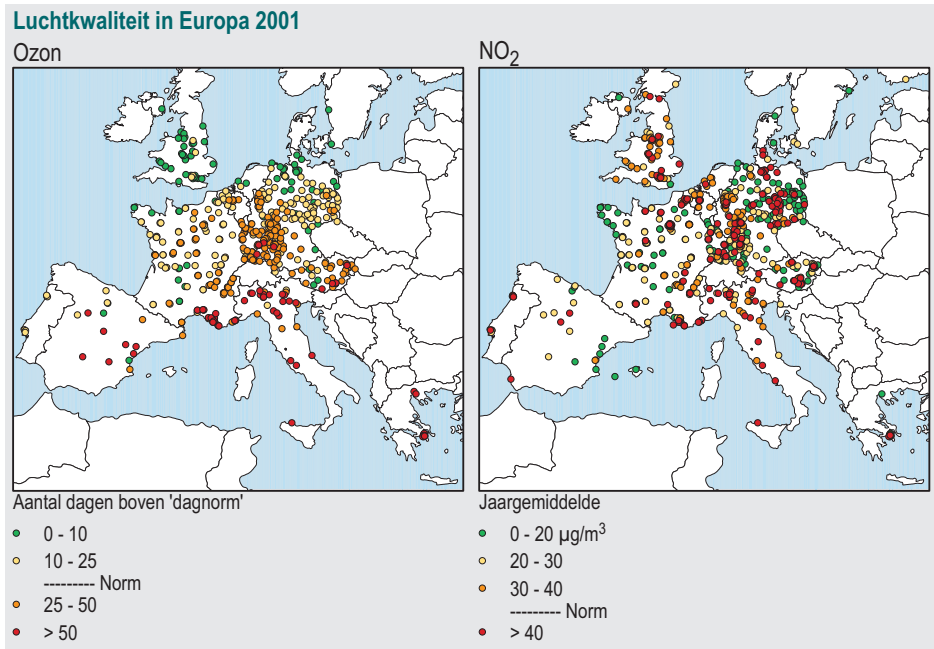 Luchtkwaliteit in Europa 2001
Ozon
NO2
Aantal dagen boven 'dagnorm'
0 - 10
10 - 25
--------- Norm
25 - 50
> 50
Jaargemiddelde
0 - 20 µg/m3
20 - 30
30 - 40
--------- Norm
> 40